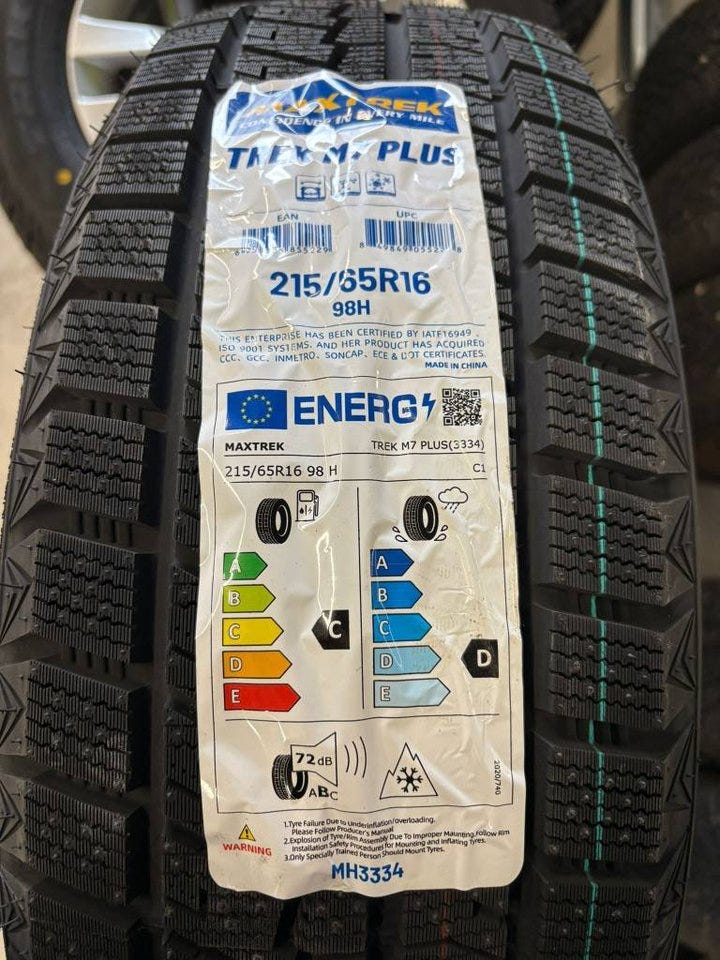 MAXTREK
CONFIDENCE IN EVERY MILE
TREK M7 PLUS
EAN UPC
215/65R16
98H
THIS ENTERPRISE HAS BEEN CERTIFIED BY IATF16949
ISO 9001 SYSTEMS. AND HER PRODUCT HAS ACQUIRED
CCC、GCC、INMETRO、SONCAP、ECE & DOT CERTIFICATES.
MADE IN CHINA
ENERG
MAXTREK TREK M7 PLUS(3334)
215/65R16 98 H C1
A A
B B
C C C
D D D
E E
72 dB
ABC
2020/740
WARNING
1.Tyre Failure Due to Underinflation/overloading.
Please Follow Producer's Manual
2.Explosion of Tyre/Rim Assembly Due To Improper Mounting.Follow Rim
Installation Safety Procedures for Mounting and Inflating Tyres.
3.Only Specially Trained Person Should Mount Tyres.
MH3334